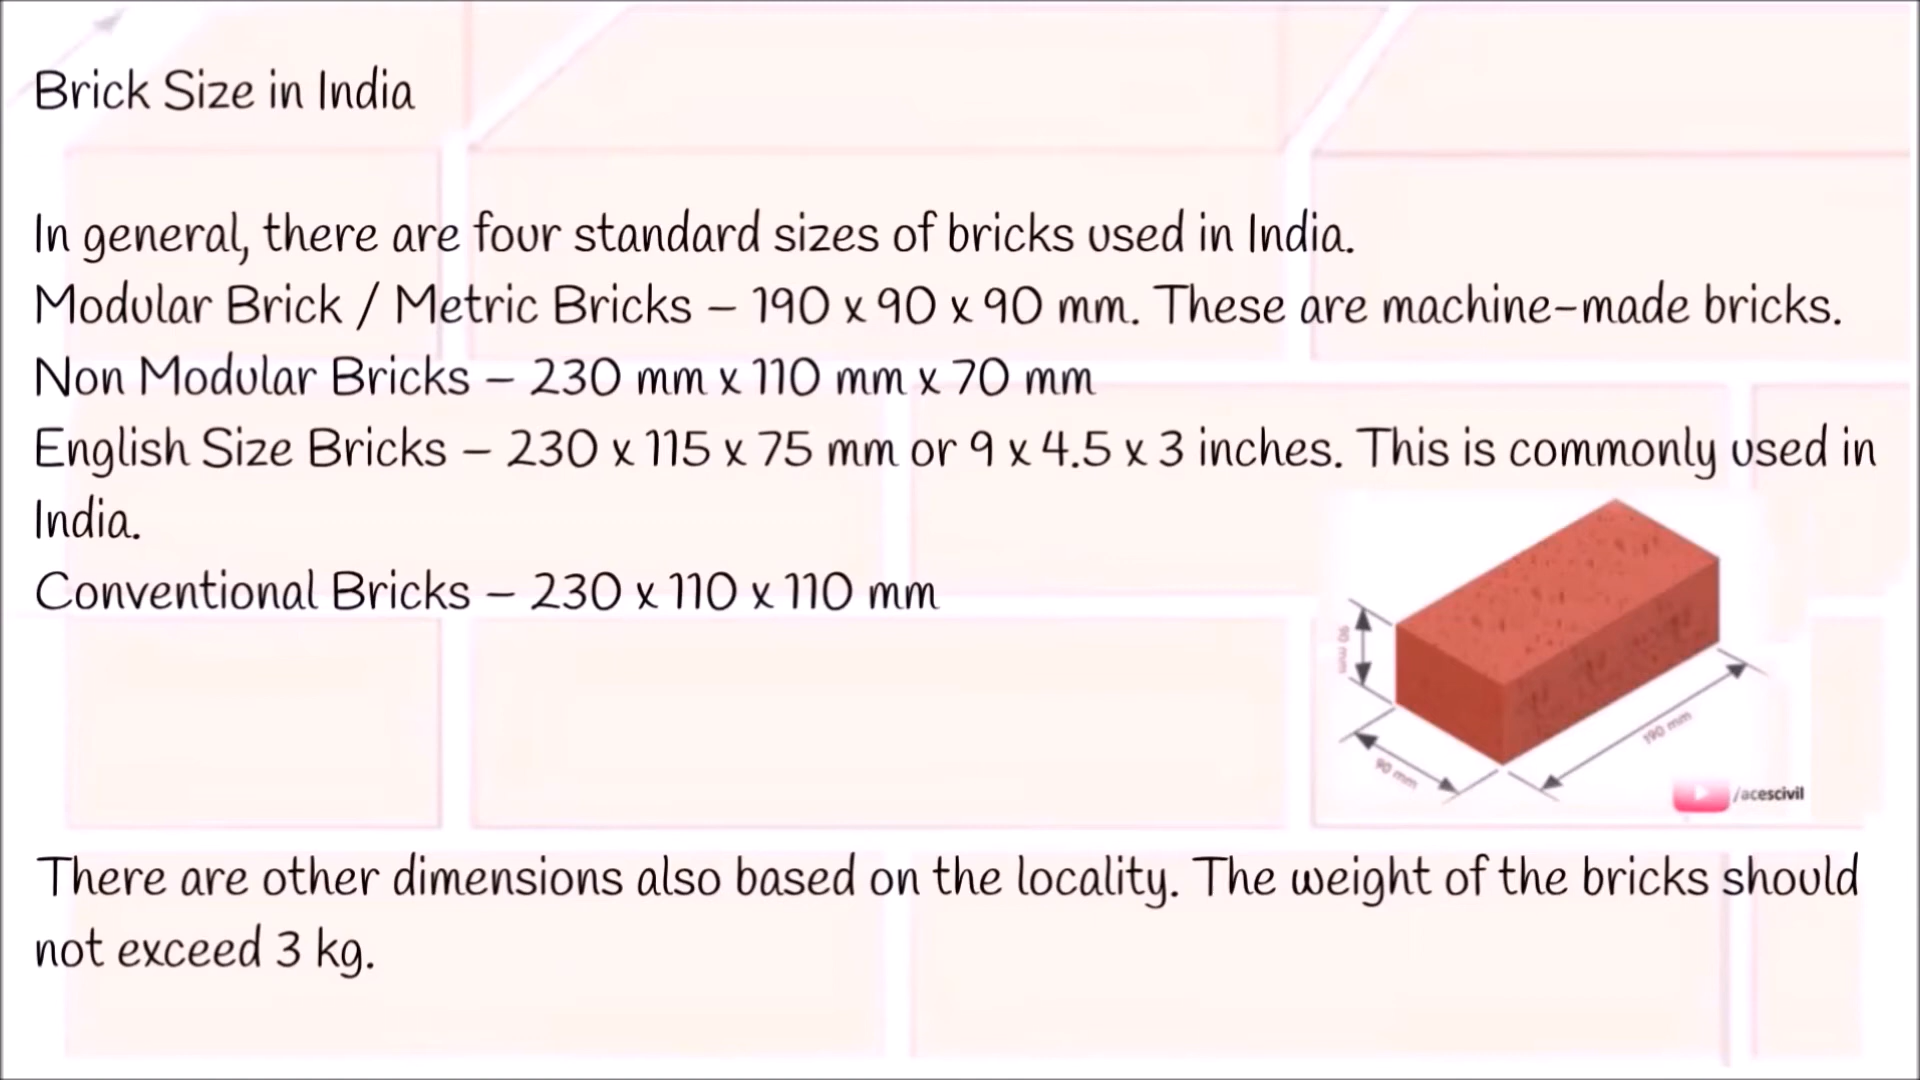 Brick Size in India
In general, there are four standard sizes of bricks used in India.
Modular Brick / Metric Bricks – 190 x 90 x 90 mm. These are machine-made bricks.
Non Modular Bricks – 230 mm x 110 mm x 70 mm
English Size Bricks – 230 x 115 x 75 mm or 9 x 4.5 x 3 inches. This is commonly used in
India.
Conventional Bricks – 230 x 110 x 110 mm
90 mm
190 mm
90 mm
/acescivil
There are other dimensions also based on the locality. The weight of the bricks should
not exceed 3 kg.